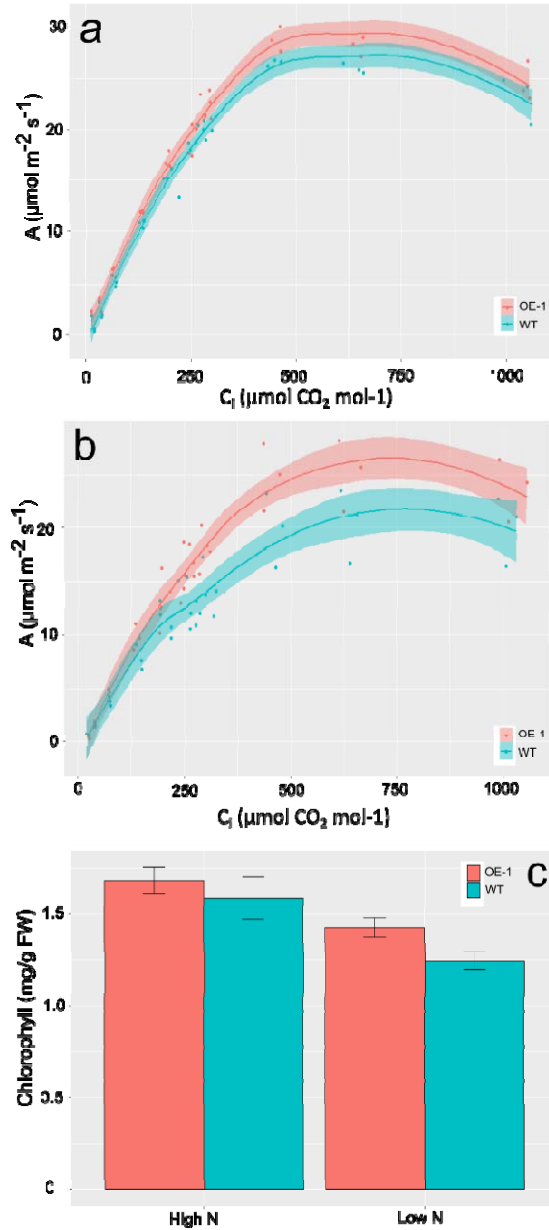 a
30
20
10
0
A (μmol m⁻² s⁻¹)
OE-1
WT
0 250 500 750 1000
Ci (μmol CO₂ mol-1)
b
20
10
0
A (μmol m⁻² s⁻¹)
OE-1
WT
0 250 500 750 1000
Ci (μmol CO₂ mol-1)
OE-1
WT
c
1.5
1.0
0.5
0
Chlorophyll (mg/g FW)
High N Low N